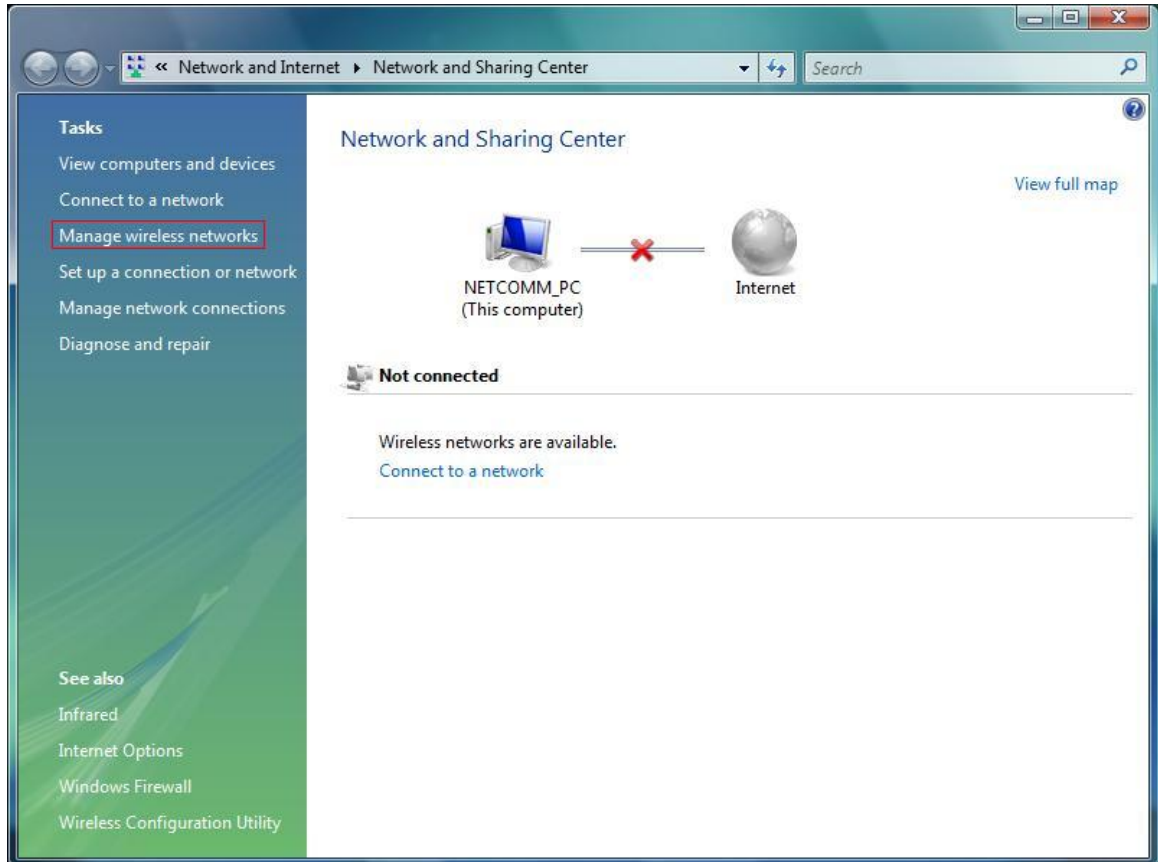 « Network and Internet ▸ Network and Sharing Center
Search
Tasks
View computers and devices
Connect to a network
Manage wireless networks
Set up a connection or network
Manage network connections
Diagnose and repair
See also
Infrared
Internet Options
Windows Firewall
Wireless Configuration Utility
Network and Sharing Center
View full map
NETCOMM_PC
(This computer)
Internet
Not connected
Wireless networks are available.
Connect to a network